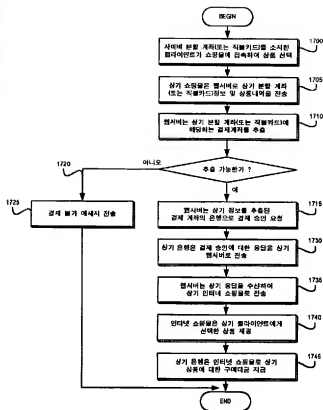 BEGIN
1700
사이버 분할 계좌(또는 직불카드)를 소지한
클라이언트가 쇼핑몰에 접속하여 상품 선택
1705
상기 쇼핑몰은 웹서버로 상기 분할 계좌
(또는 직불카드)정보 및 상품내역을 전송
1710
웹서버는 상기 분할 계좌(또는 직불카드)에
해당하는 결제계좌를 추출
1720
아니오
추출 가능한가 ?
예
1725
결제 불가 메세지 전송
1715
웹서버는 상기 정보를 추출된
결제 계좌의 은행으로 결제 승인 요청
1730
상기 은행은 결제 승인에 대한 응답을 상기
웹서버로 전송
1735
웹서버는 상기 응답을 수신하여
상기 인터넷 쇼핑몰로 전송
1740
인터넷 쇼핑몰은 상기 클라이언트에게
선택한 상품 제공
1745
상기 은행은 인터넷 쇼핑몰로 상기
상품에 대한 구매대금 지급
END